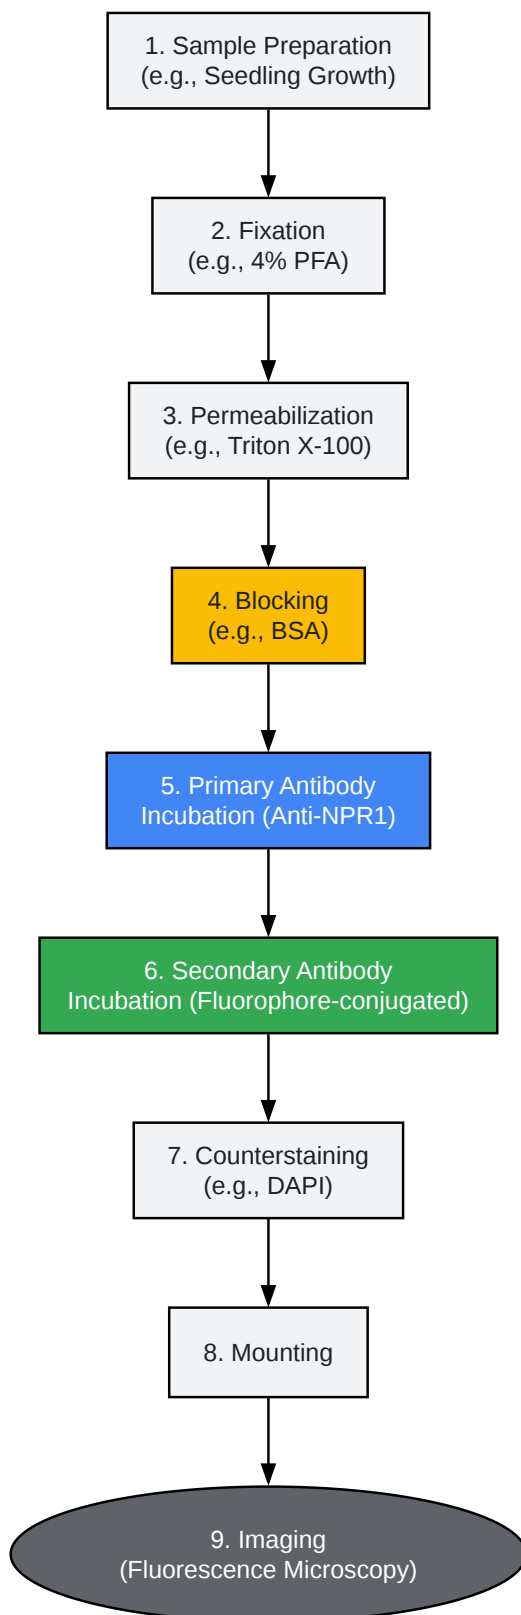 1. Sample Preparation
(e.g., Seedling Growth)
2. Fixation
(e.g., 4% PFA)
3. Permeabilization
(e.g., Triton X-100)
4. Blocking
(e.g., BSA)
5. Primary Antibody
Incubation (Anti-NPR1)
6. Secondary Antibody
Incubation (Fluorophore-conjugated)
7. Counterstaining
(e.g., DAPI)
8. Mounting
9. Imaging
(Fluorescence Microscopy)